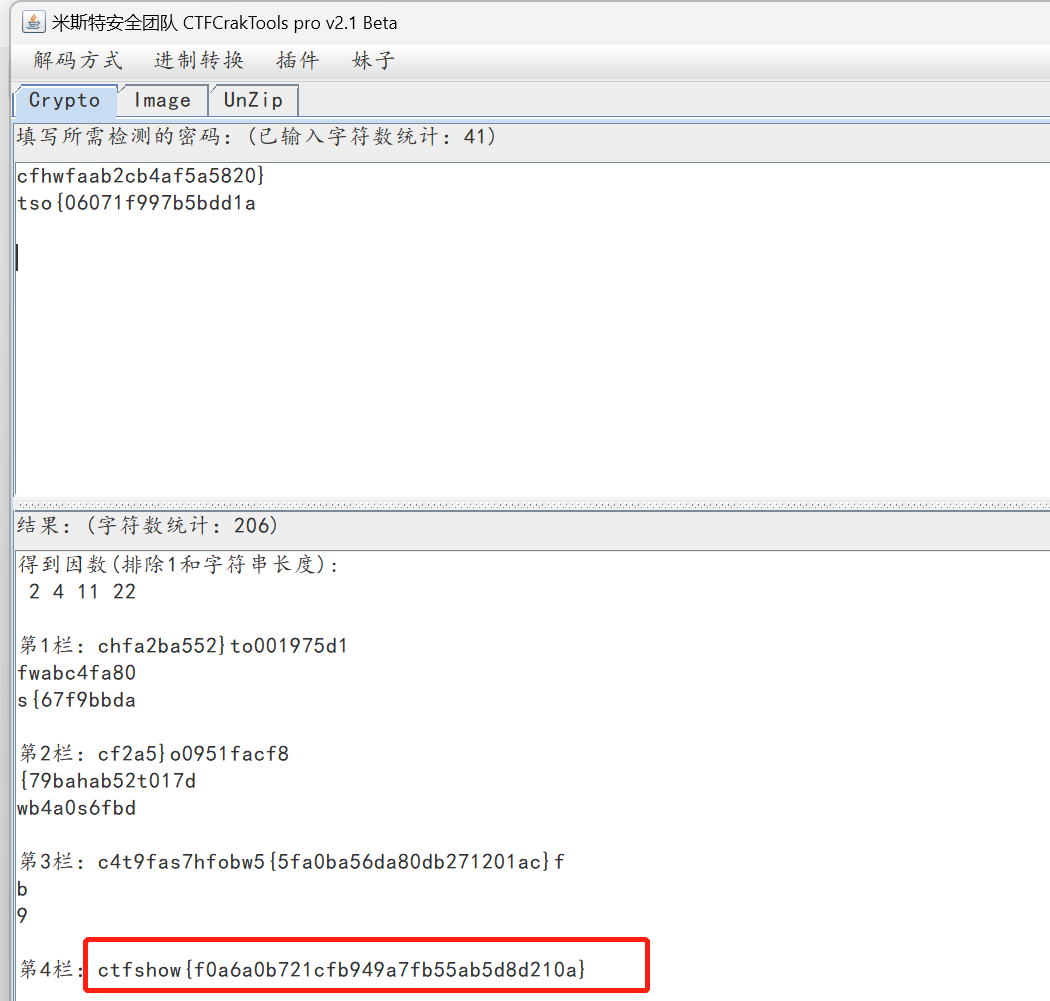 米斯特安全团队 CTFCrakTools pro v2.1 Beta
解码方式 进制转换 插件 妹子
Crypto Image UnZip
填写所需检测的密码：(已输入字符数统计：41)
cfhwfaab2cb4af5a5820}
tso{06071f997b5bdd1a
结果：(字符数统计：206)
得到因数(排除1和字符串长度)：
2 4 11 22
第1栏：chfa2ba552}to001975d1
fwabc4fa80
s{67f9bbda
第2栏：cf2a5}o0951facf8
{79bahab52t017d
wb4a0s6fbd
第3栏：c4t9fas7hfobw5{5fa0ba56da80db271201ac}f
b
9
第4栏：ctfshow{f0a6a0b721cfb949a7fb55ab5d8d210a}